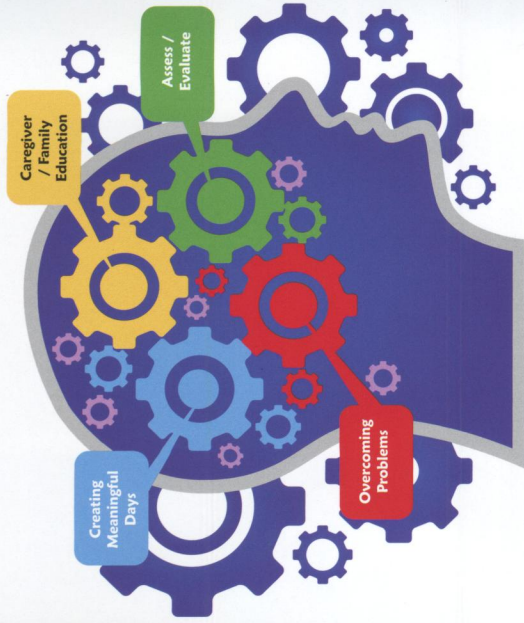 Assess /
Evaluate
Caregiver
/ Family
Education
Creating
Meaningful
Days
Overcoming
Problems